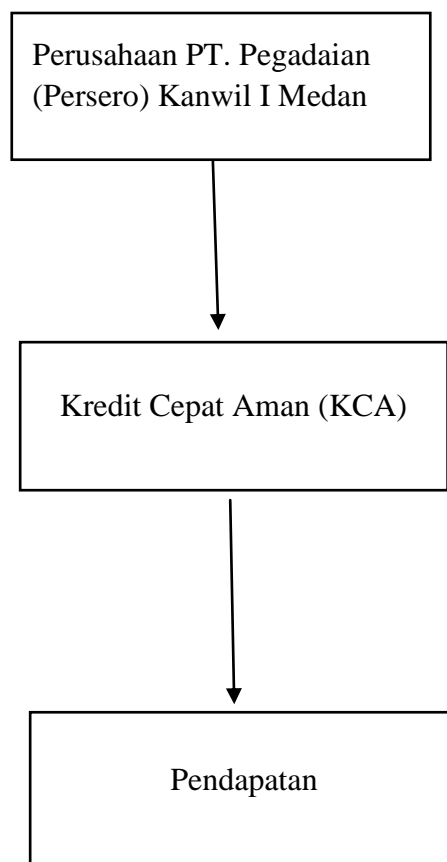 Perusahaan PT. Pegadaian
(Persero) Kanwil I Medan
Kredit Cepat Aman (KCA)
Pendapatan